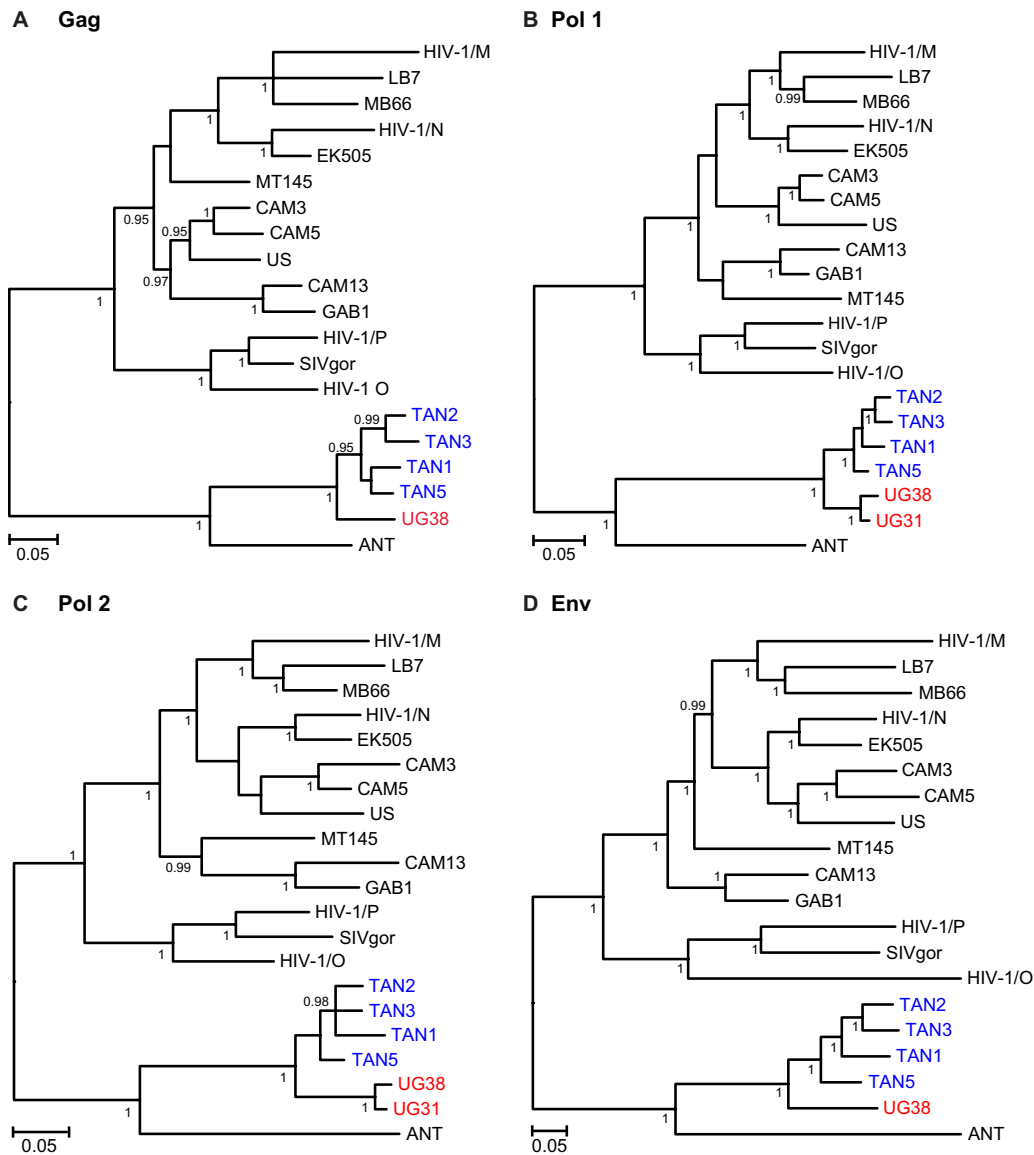 A Gag
HIV-1/M
LB7
1
MB66
1
HIV-1/N
1
EK505
MT145
0.95
1
CAM3
0.95
CAM5
US
0.97
CAM13
1
GAB1
1
HIV-1/P
1
SIVgor
1
HIV-1 O
0.99
TAN2
TAN3
0.95
TAN1
TAN5
1
UG38
1
ANT
0.05
B Pol 1
HIV-1/M
1
LB7
0.99
MB66
1
HIV-1/N
1
EK505
CAM3
1
CAM5
1
US
1
CAM13
1
GAB1
MT145
1
HIV-1/P
1
SIVgor
1
HIV-1/O
TAN2
1
TAN3
TAN1
1
TAN5
1
UG38
1
UG31
1
ANT
0.05
C Pol 2
HIV-1/M
1
LB7
1
MB66
1
HIV-1/N
1
EK505
CAM3
1
CAM5
US
1
MT145
0.99
CAM13
1
GAB1
1
HIV-1/P
1
SIVgor
1
HIV-1/O
TAN2
0.98
TAN3
TAN1
TAN5
1
UG38
1
UG31
1
ANT
0.05
D Env
HIV-1/M
1
LB7
1
MB66
0.99
HIV-1/N
1
EK505
1
CAM3
1
CAM5
1
US
1
MT145
1
CAM13
1
GAB1
1
HIV-1/P
1
SIVgor
1
HIV-1/O
TAN2
1
TAN3
1
TAN1
1
TAN5
1
UG38
1
ANT
0.05